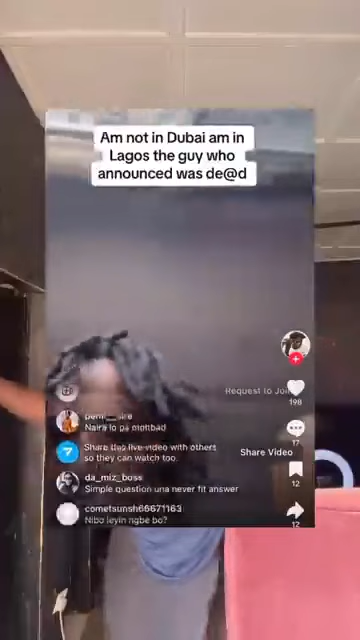 Am not in Dubai am in
Lagos the guy who
announced was de@d
Request to Join
198
Naira lo pa mohbad
17
Share this live video with others
so they can watch too.
Share Video
da_miz_boss
Simple question una never fit answer
12
cometsunsh66671163
Nibo leyin ngbe bo?
12